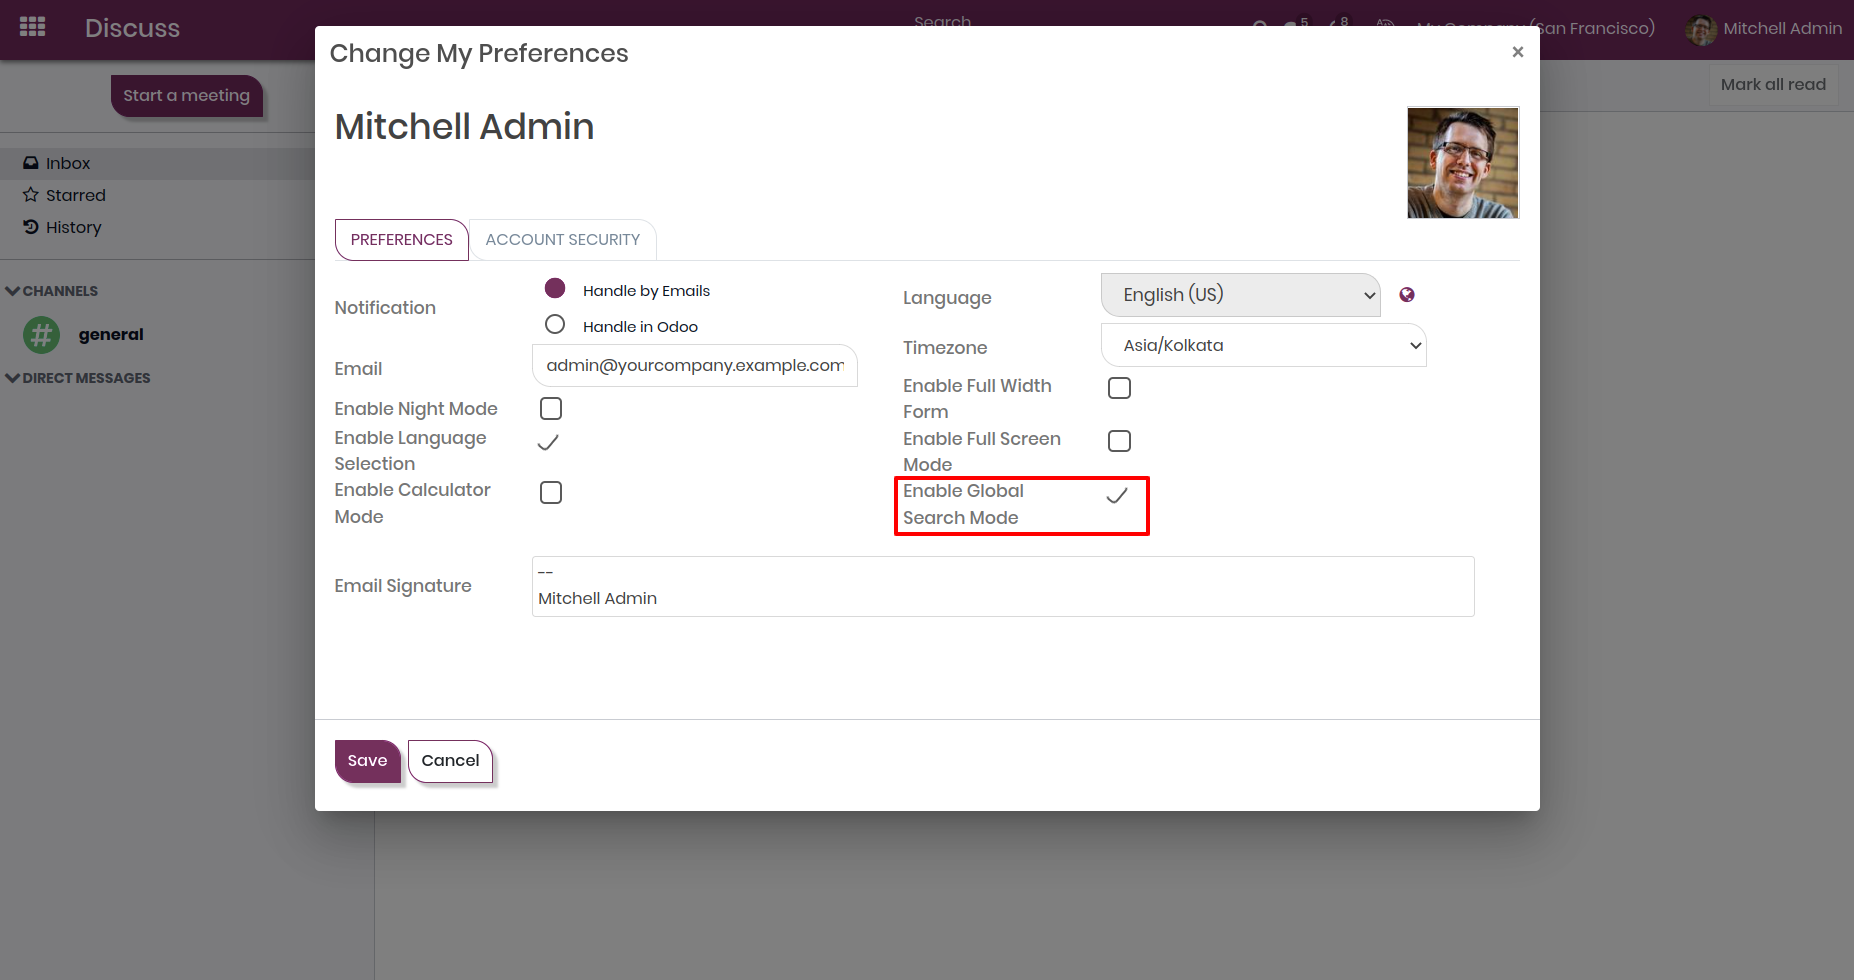 Discuss
Search
5
8
My Company (San Francisco)
Mitchell Admin
Change My Preferences
×
Start a meeting
Mark all read
Mitchell Admin
Inbox
Starred
History
PREFERENCES
ACCOUNT SECURITY
CHANNELS
# general
DIRECT MESSAGES
Notification
Handle by Emails
Handle in Odoo
Language
English (US)
Timezone
Asia/Kolkata
Email
admin@yourcompany.example.com
Enable Night Mode
Enable Language
Selection
Enable Calculator
Mode
Enable Full Width
Form
Enable Full Screen
Mode
Enable Global
Search Mode
Email Signature
--
Mitchell Admin
Save
Cancel